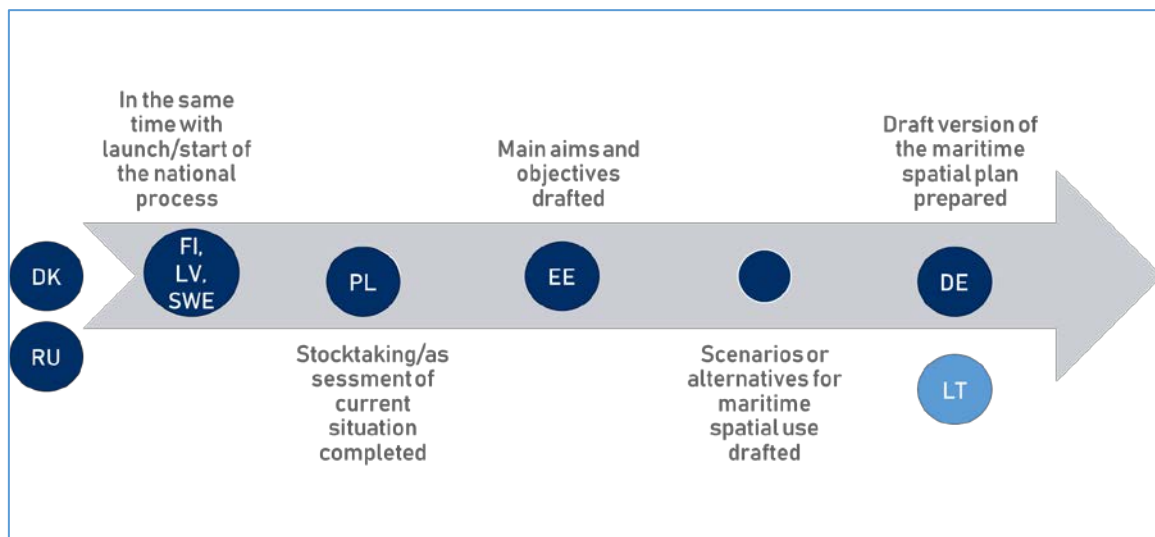 In the same
time with
launch/start of
the national
process
Main aims and
objectives
drafted
Draft version of
the maritime
spatial plan
prepared
DK
RU
FI,
LV,
SWE
PL
EE
DE
LT
Stocktaking/as
sessment of
current
situation
completed
Scenarios or
alternatives for
maritime
spatial use
drafted